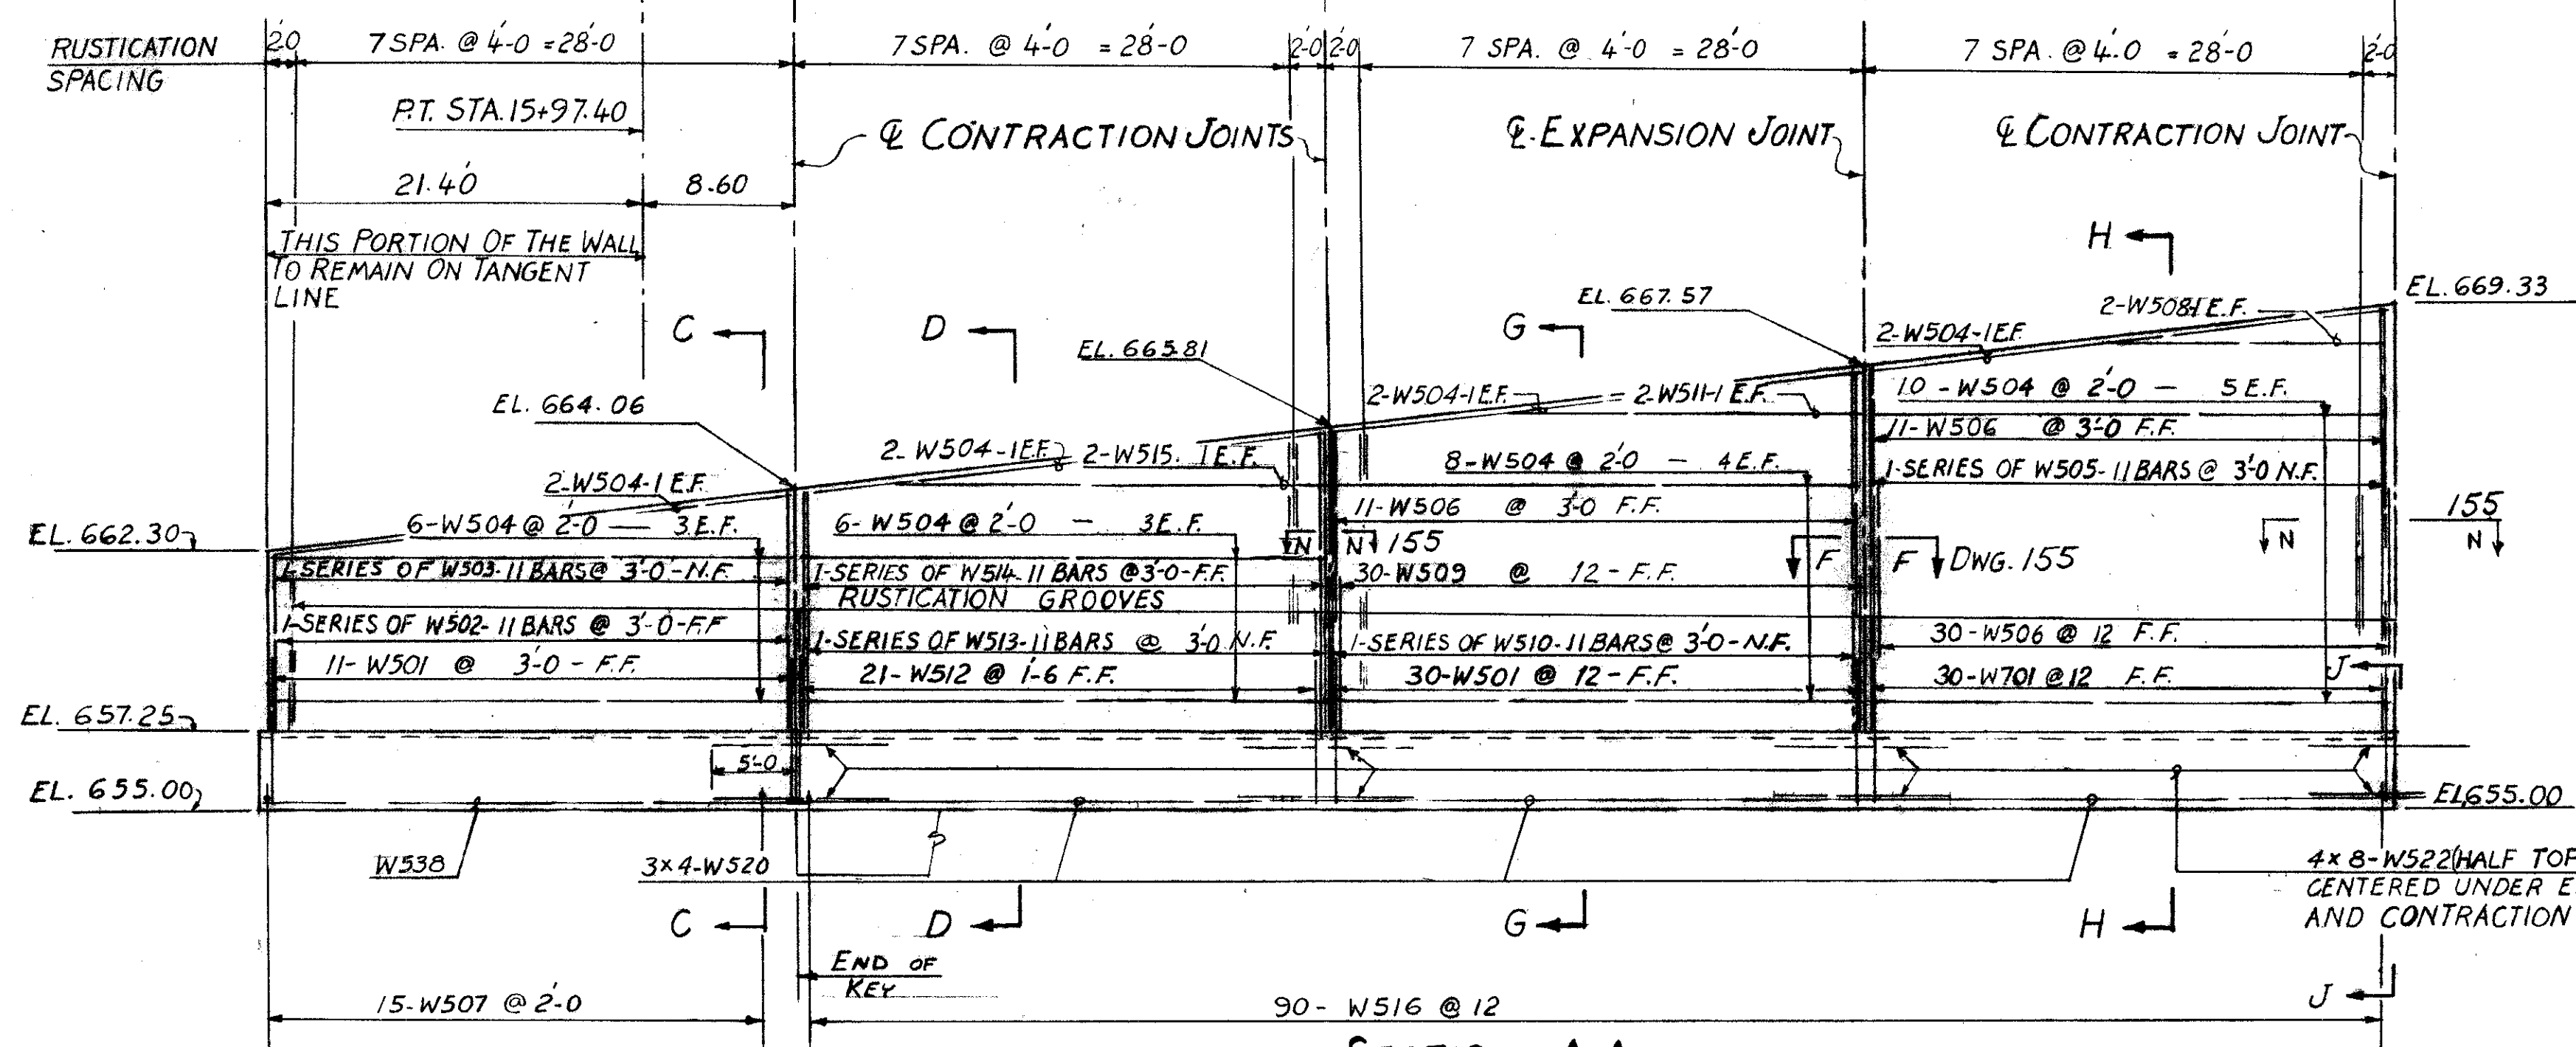 RUSTICATION
SPACING
2'0
7 SPA. @ 4'-0 = 28'-0
7 SPA. @ 4'-0 = 28'-0
2'-0
2'-0
7 SPA. @ 4'-0 = 28'-0
7 SPA. @ 4'-0 = 28'-0
2'-0
P.T. STA. 15+97.40
℄ CONTRACTION JOINTS
℄ EXPANSION JOINT
℄ CONTRACTION JOINT
21.40'
8.60
THIS PORTION OF THE WALL
TO REMAIN ON TANGENT
LINE
H
EL. 669.33
EL. 667.57
2-W508-1 E.F.
C
D
G
2-W504-1 E.F.
EL. 665.81
EL. 664.06
2-W504-1 E.F.
2-W511-1 E.F.
10-W504 @ 2'-0 — 5 E.F.
11-W506 @ 3'-0 F.F.
2-W504-1 E.F.
2-W515. 1 E.F.
8-W504 @ 2'-0 — 4 E.F.
1-SERIES OF W505-11 BARS @ 3'-0 N.F.
2-W504-1 E.F.
6-W504 @ 2'-0 — 3 E.F.
6-W504 @ 2'-0 — 3 E.F.
11-W506 @ 3'-0 F.F.
155
N
N
EL. 662.30
N
N
155
F
F
DWG. 155
1-SERIES OF W503-11 BARS @ 3'-0-N.F.
1-SERIES OF W514-11 BARS @ 3'-0-F.F.
30-W509 @ 12-F.F.
RUSTICATION GROOVES
1-SERIES OF W502-11 BARS @ 3'-0-F.F
1-SERIES OF W513-11 BARS @ 3'-0 N.F.
1-SERIES OF W510-11 BARS @ 3'-0-N.F.
30-W506 @ 12 F.F.
11-W501 @ 3'-0-F.F.
21-W512 @ 1'-6 F.F.
30-W501 @ 12-F.F.
30-W701 @ 12 F.F.
J
EL. 657.25
5'-0
EL. 655.00
EL 655.00
W538
3x4-W520
4x8-W522 (HALF TOP
CENTERED UNDER E
AND CONTRACTION
C
D
G
H
END OF
KEY
15-W507 @ 2'-0
90-W516 @ 12
J